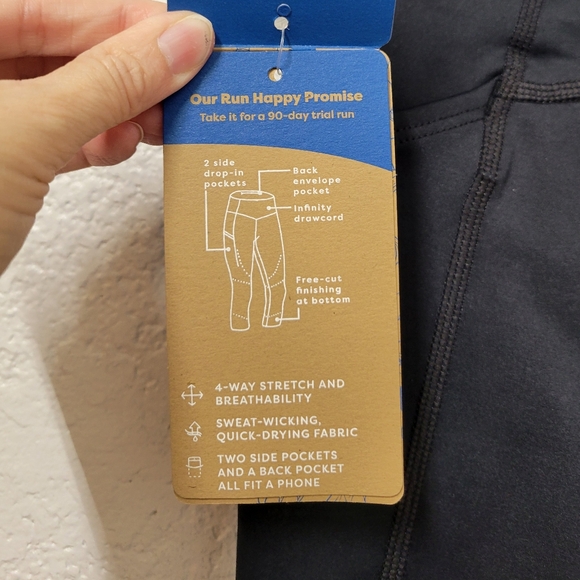 Our Run Happy Promise
Take it for a 90-day trial run
2 side
drop-in
pockets
Back
envelope
pocket
Infinity
drawcord
Free-cut
finishing
at bottom
4-WAY STRETCH AND
BREATHABILITY
SWEAT-WICKING,
QUICK-DRYING FABRIC
TWO SIDE POCKETS
AND A BACK POCKET
ALL FIT A PHONE